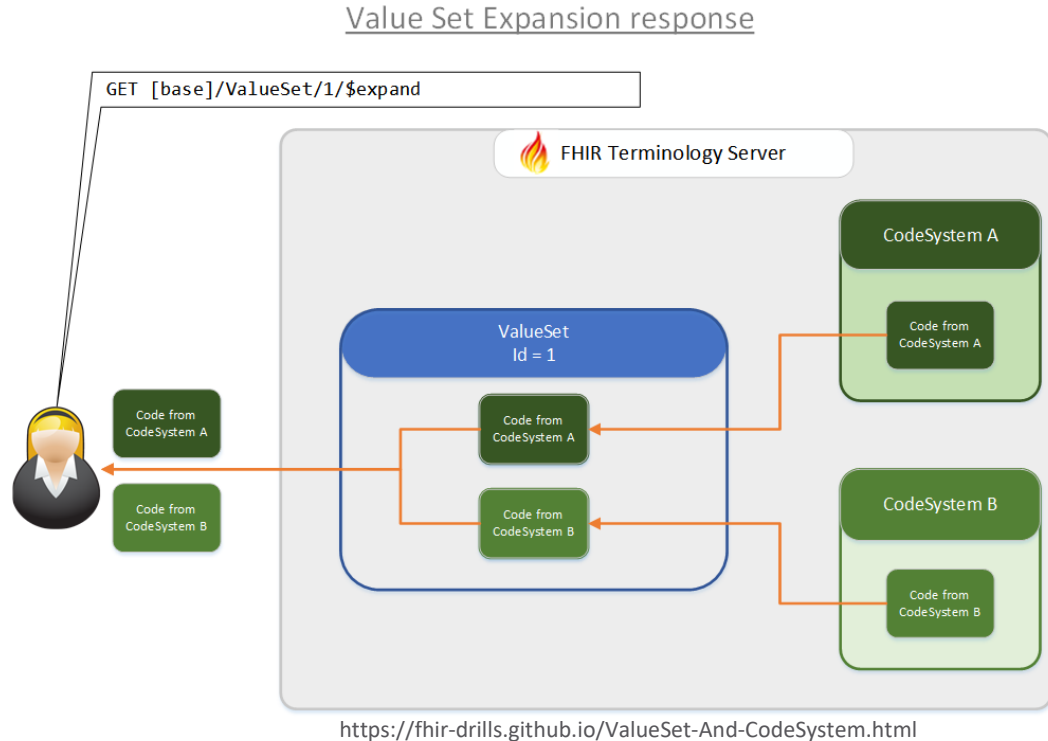 Value Set Expansion response
GET [base]/ValueSet/1/$expand
FHIR Terminology Server
CodeSystem A
Code from
CodeSystem A
ValueSet
Id = 1
Code from
CodeSystem A
Code from
CodeSystem A
Code from
CodeSystem B
Code from
CodeSystem B
CodeSystem B
Code from
CodeSystem B
https://fhir-drills.github.io/ValueSet-And-CodeSystem.html